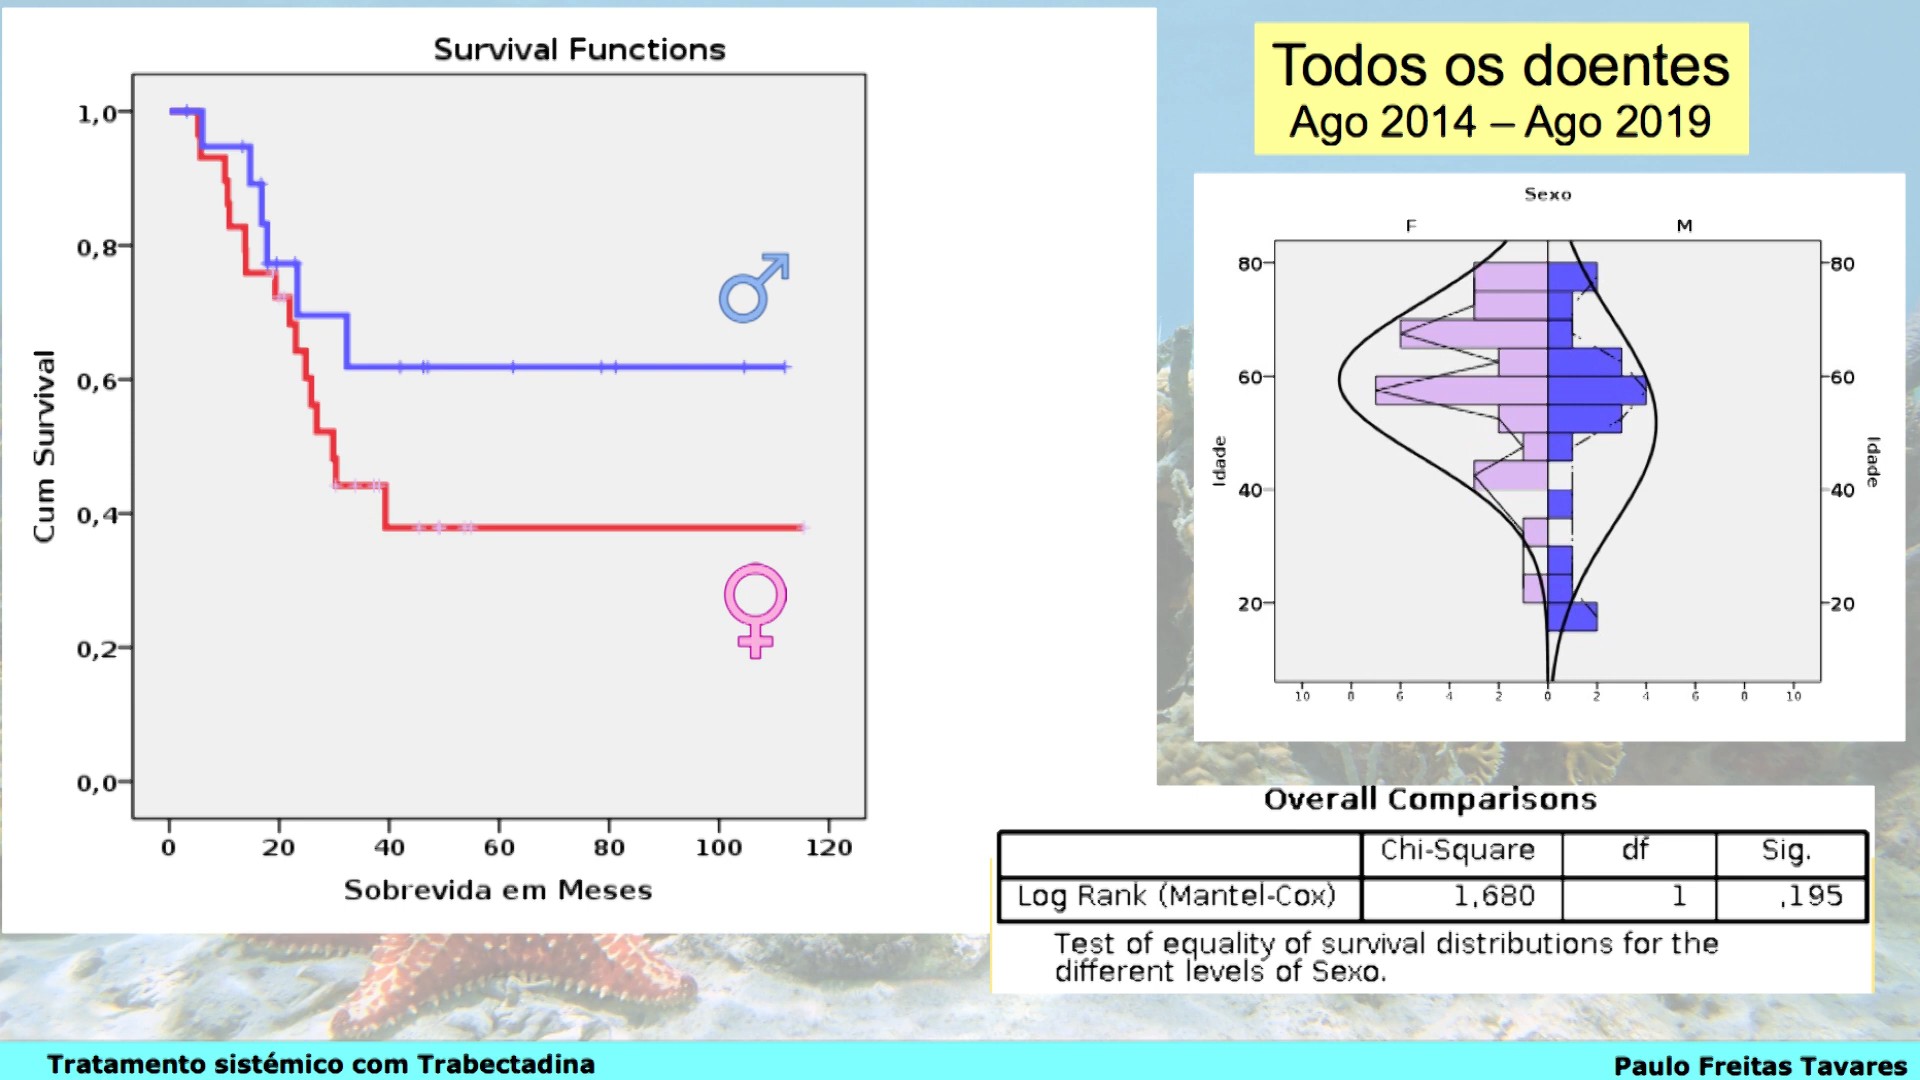 Survival Functions
1,0
0,8
0,6
0,4
0,2
0,0
Cum Survival
0 20 40 60 80 100 120
Sobrevida em Meses
Todos os doentes
Ago 2014 – Ago 2019
Sexo
F M
80 80
60 60
40 40
20 20
Idade Idade
10 8 6 4 2 0 2 4 6 8 10
Overall Comparisons
Chi-Square df Sig.
Log Rank (Mantel-Cox) 1,680 1 ,195
Test of equality of survival distributions for the
different levels of Sexo.
Tratamento sistémico com Trabectadina
Paulo Freitas Tavares